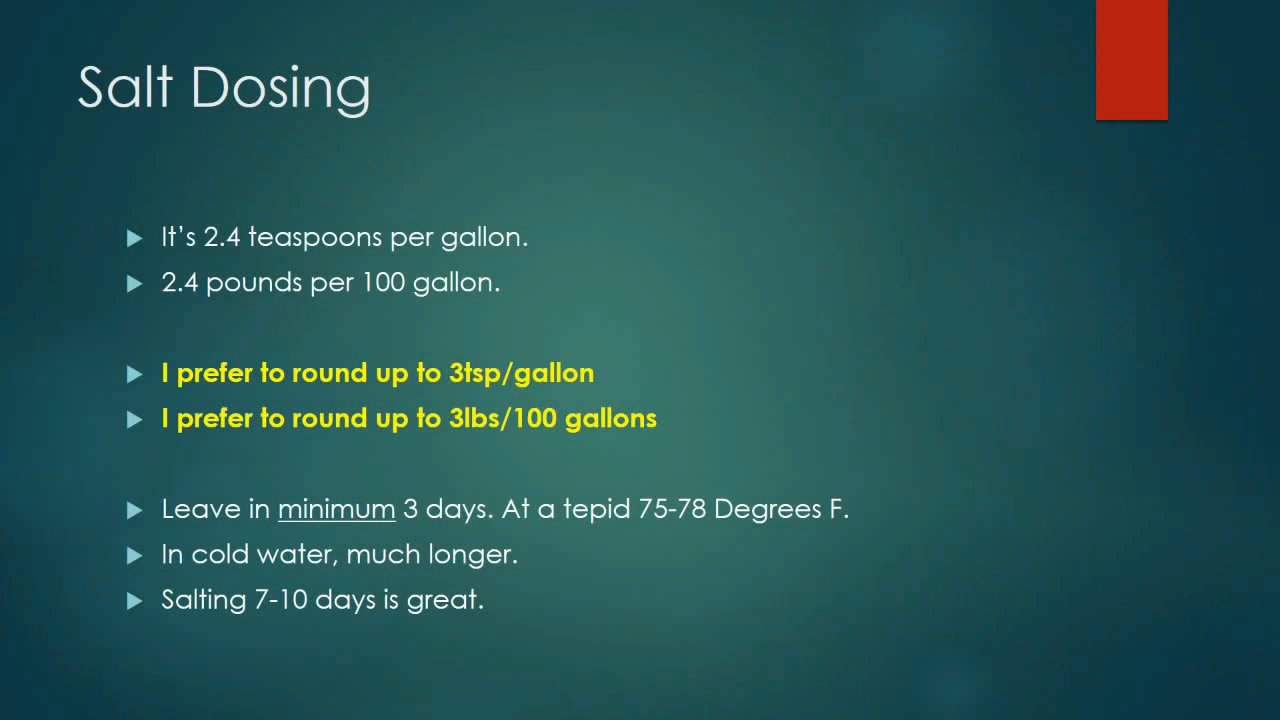 Salt Dosing
It’s 2.4 teaspoons per gallon.
2.4 pounds per 100 gallon.
I prefer to round up to 3tsp/gallon
I prefer to round up to 3lbs/100 gallons
Leave in minimum 3 days. At a tepid 75-78 Degrees F.
In cold water, much longer.
Salting 7-10 days is great.